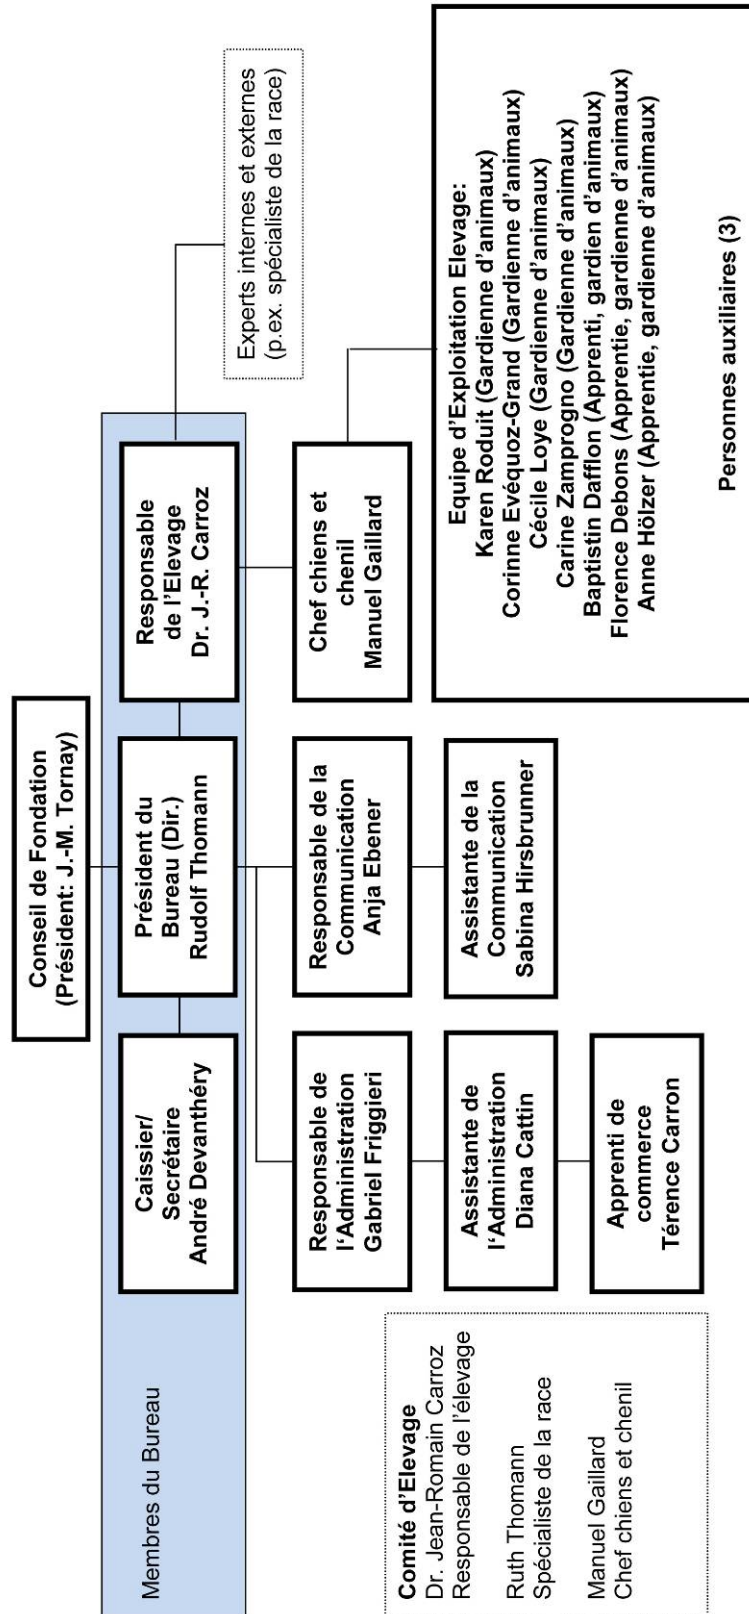 Conseil de Fondation
(Président: J.-M. Tornay)
Membres du Bureau
Caissier/
Secrétaire
André Devanthéry
Président du
Bureau (Dir.)
Rudolf Thomann
Responsable
de l'Elevage
Dr. J.-R. Carroz
Experts internes et externes
(p.ex. spécialiste de la race)
Responsable de
l‘Administration
Gabriel Friggieri
Responsable de la
Communication
Anja Ebener
Chef chiens et
chenil
Manuel Gaillard
Assistante de
l‘Administration
Diana Cattin
Assistante de la
Communication
Sabina Hirsbrunner
Apprenti de
commerce
Térence Carron
Equipe d’Exploitation Elevage:
Karen Roduit (Gardienne d’animaux)
Corinne Evéquoz-Grand (Gardienne d’animaux)
Cécile Loye (Gardienne d’animaux)
Carine Zamprogno (Gardienne d’animaux)
Baptistin Dafflon (Apprenti, gardien d’animaux)
Florence Debons (Apprentie, gardienne d’animaux)
Anne Hölzer (Apprentie, gardienne d’animaux)
Personnes auxiliaires (3)
Comité d’Elevage
Dr. Jean-Romain Carroz
Responsable de l’élevage
Ruth Thomann
Spécialiste de la race
Manuel Gaillard
Chef chiens et chenil